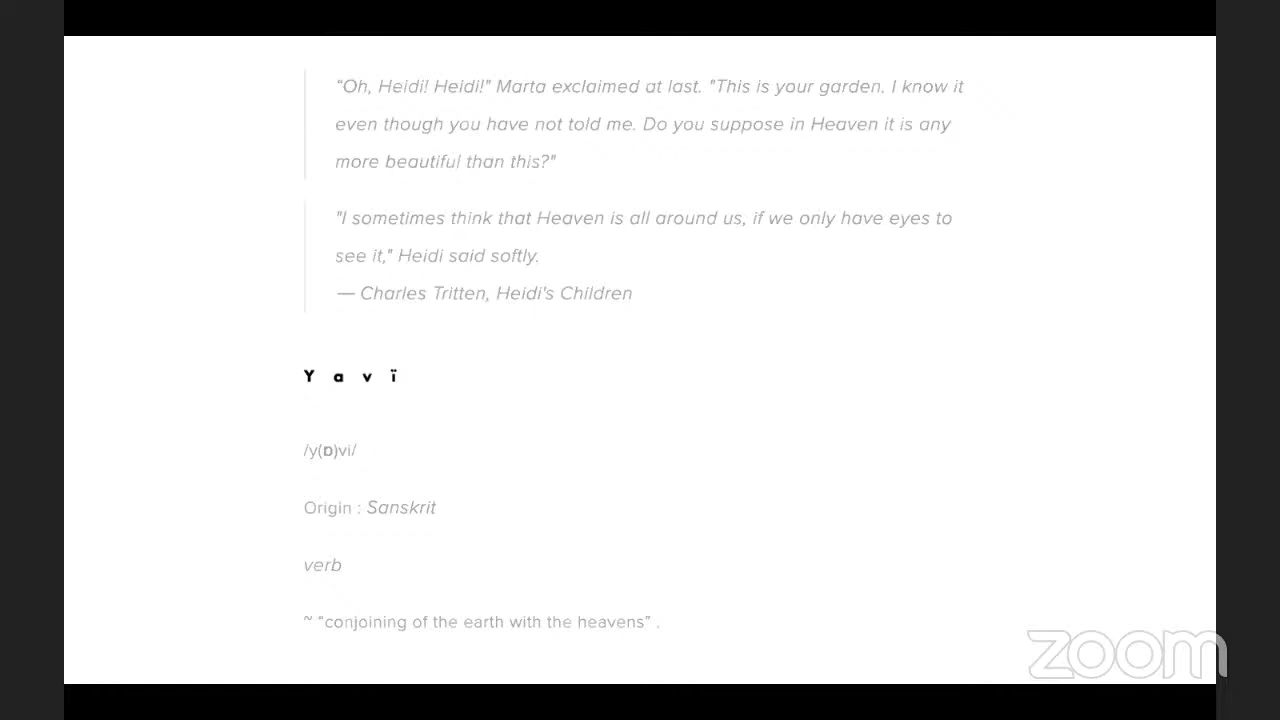 “Oh, Heidi! Heidi!" Marta exclaimed at last. "This is your garden. I know it
even though you have not told me. Do you suppose in Heaven it is any
more beautiful than this?"
"I sometimes think that Heaven is all around us, if we only have eyes to
see it," Heidi said softly.
— Charles Tritten, Heidi's Children
Y a v ï
/y(ɒ)vi/
Origin : Sanskrit
verb
~ “conjoining of the earth with the heavens” .
zoom